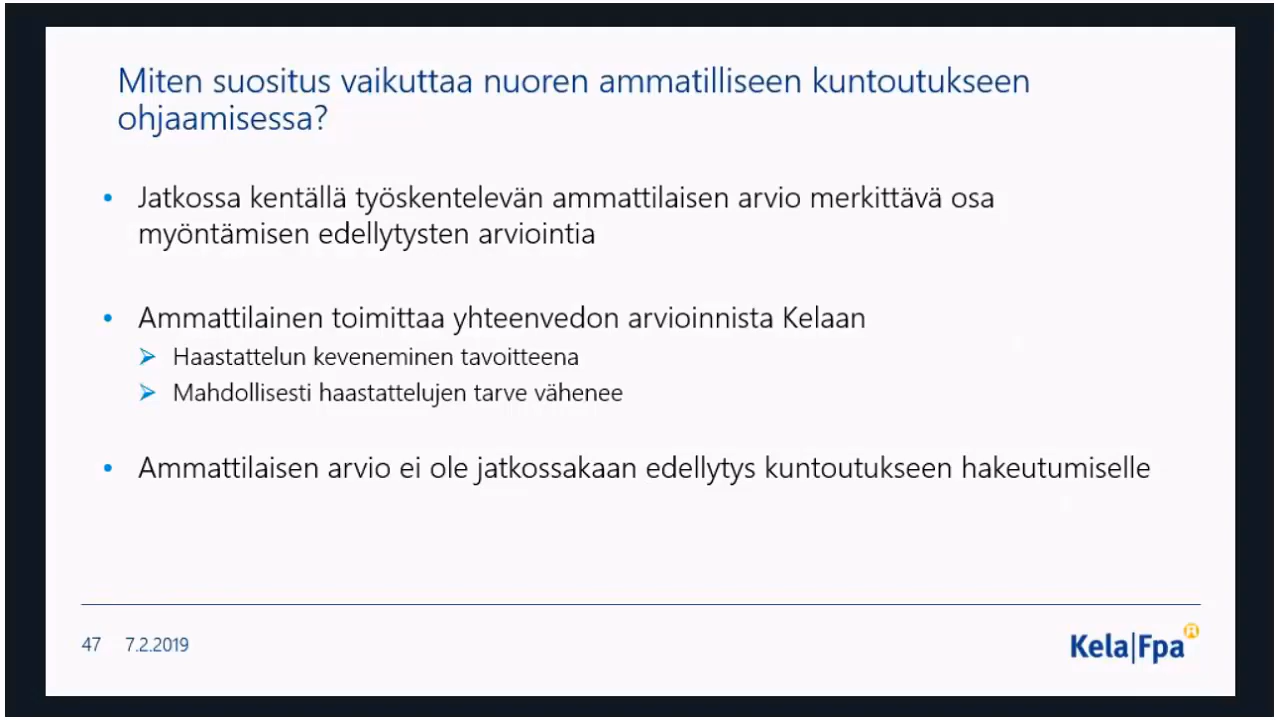 Miten suositus vaikuttaa nuoren ammatilliseen kuntoutukseen
ohjaamisessa?
• Jatkossa kentällä työskentelevän ammattilaisen arvio merkittävä osa
myöntämisen edellytysten arviointia
• Ammattilainen toimittaa yhteenvedon arvioinnista Kelaan
➢ Haastattelun keveneminen tavoitteena
➢ Mahdollisesti haastattelujen tarve vähenee
• Ammattilaisen arvio ei ole jatkossakaan edellytys kuntoutukseen hakeutumiselle
47 7.2.2019
Kela|Fpa